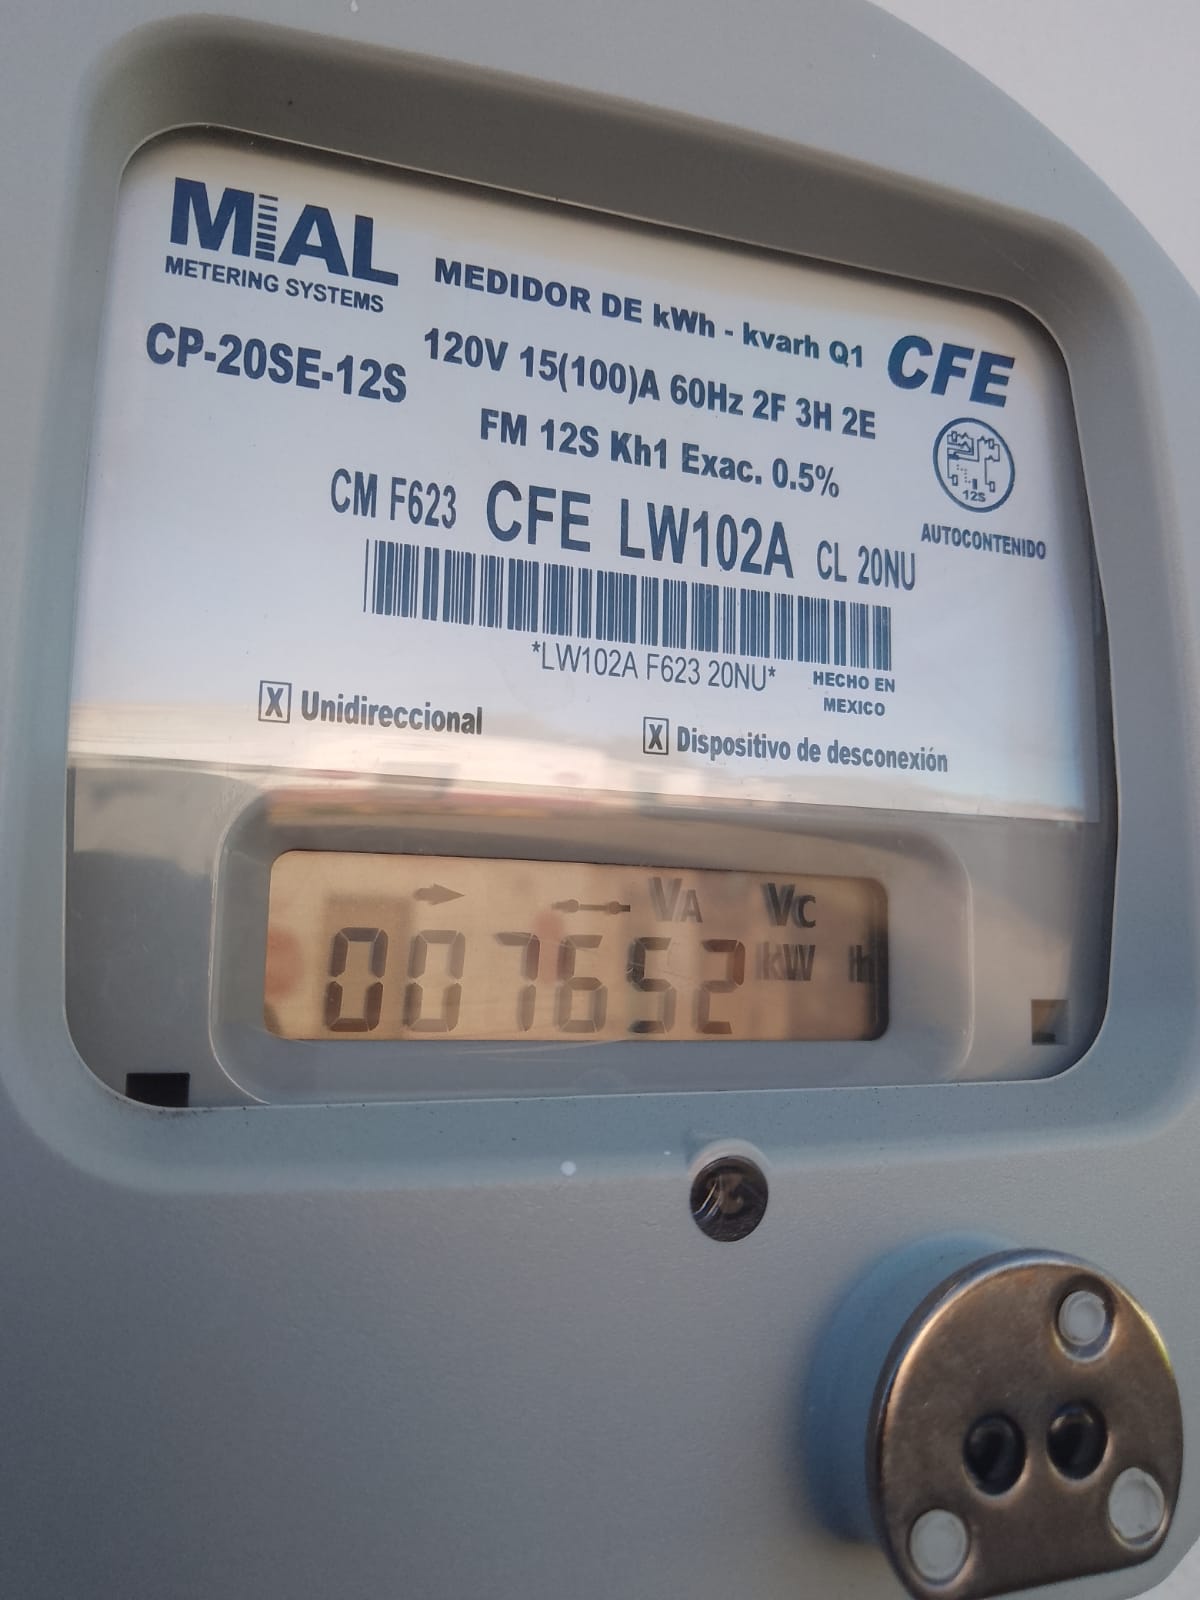 MIAL
METERING SYSTEMS
MEDIDOR DE kWh - kvarh Q1
CFE
CP-20SE-12S
120V 15(100)A 60Hz 2F 3H 2E
FM 12S Kh1 Exac. 0.5%
12S
AUTOCONTENIDO
CM F623 CFE LW102A CL 20NU
*LW102A F623 20NU*
HECHO EN
MEXICO
X Unidireccional
X Dispositivo de desconexión
VA VC
007652 kW h